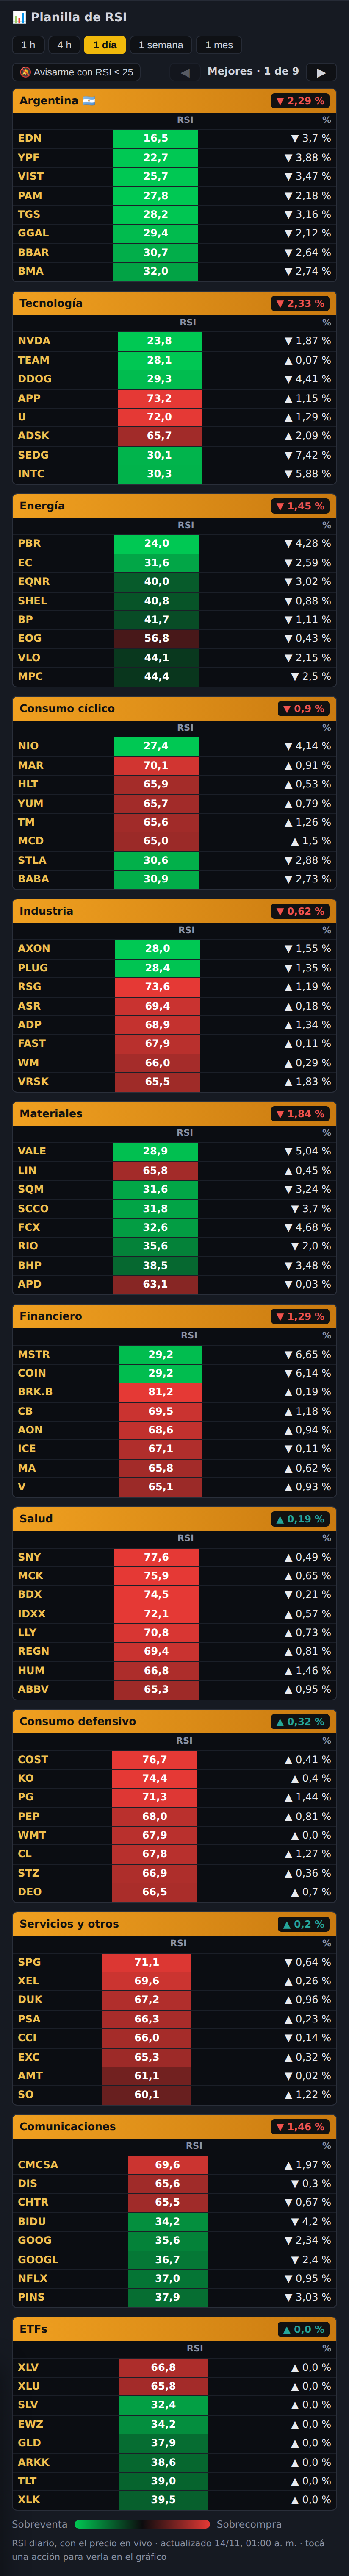 📊 Planilla de RSI
1 h 4 h 1 día 1 semana 1 mes
🔕 Avisarme con RSI ≤ 25 ◀ Mejores · 1 de 9 ▶
Argentina 🇦🇷 ▼ 2,29 %
RSI %
EDN 16,5 ▼ 3,7 %
YPF 22,7 ▼ 3,88 %
VIST 25,7 ▼ 3,47 %
PAM 27,8 ▼ 2,18 %
TGS 28,2 ▼ 3,16 %
GGAL 29,4 ▼ 2,12 %
BBAR 30,7 ▼ 2,64 %
BMA 32,0 ▼ 2,74 %
Tecnología ▼ 2,33 %
RSI %
NVDA 23,8 ▼ 1,87 %
TEAM 28,1 ▲ 0,07 %
DDOG 29,3 ▼ 4,41 %
APP 73,2 ▲ 1,15 %
U 72,0 ▲ 1,29 %
ADSK 65,7 ▲ 2,09 %
SEDG 30,1 ▼ 7,42 %
INTC 30,3 ▼ 5,88 %
Energía ▼ 1,45 %
RSI %
PBR 24,0 ▼ 4,28 %
EC 31,6 ▼ 2,59 %
EQNR 40,0 ▼ 3,02 %
SHEL 40,8 ▼ 0,88 %
BP 41,7 ▼ 1,11 %
EOG 56,8 ▼ 0,43 %
VLO 44,1 ▼ 2,15 %
MPC 44,4 ▼ 2,5 %
Consumo cíclico ▼ 0,9 %
RSI %
NIO 27,4 ▼ 4,14 %
MAR 70,1 ▲ 0,91 %
HLT 65,9 ▲ 0,53 %
YUM 65,7 ▲ 0,79 %
TM 65,6 ▲ 1,26 %
MCD 65,0 ▲ 1,5 %
STLA 30,6 ▼ 2,88 %
BABA 30,9 ▼ 2,73 %
Industria ▼ 0,62 %
RSI %
AXON 28,0 ▼ 1,55 %
PLUG 28,4 ▼ 1,35 %
RSG 73,6 ▲ 1,19 %
ASR 69,4 ▲ 0,18 %
ADP 68,9 ▲ 1,34 %
FAST 67,9 ▲ 0,11 %
WM 66,0 ▲ 0,29 %
VRSK 65,5 ▲ 1,83 %
Materiales ▼ 1,84 %
RSI %
VALE 28,9 ▼ 5,04 %
LIN 65,8 ▲ 0,45 %
SQM 31,6 ▼ 3,24 %
SCCO 31,8 ▼ 3,7 %
FCX 32,6 ▼ 4,68 %
RIO 35,6 ▼ 2,0 %
BHP 38,5 ▼ 3,48 %
APD 63,1 ▼ 0,03 %
Financiero ▼ 1,29 %
RSI %
MSTR 29,2 ▼ 6,65 %
COIN 29,2 ▼ 6,14 %
BRK.B 81,2 ▲ 0,19 %
CB 69,5 ▲ 1,18 %
AON 68,6 ▲ 0,94 %
ICE 67,1 ▼ 0,11 %
MA 65,8 ▲ 0,62 %
V 65,1 ▲ 0,93 %
Salud ▲ 0,19 %
RSI %
SNY 77,6 ▲ 0,49 %
MCK 75,9 ▲ 0,65 %
BDX 74,5 ▼ 0,21 %
IDXX 72,1 ▲ 0,57 %
LLY 70,8 ▲ 0,73 %
REGN 69,4 ▲ 0,81 %
HUM 66,8 ▲ 1,46 %
ABBV 65,3 ▲ 0,95 %
Consumo defensivo ▲ 0,32 %
RSI %
COST 76,7 ▲ 0,41 %
KO 74,4 ▲ 0,4 %
PG 71,3 ▲ 1,44 %
PEP 68,0 ▲ 0,81 %
WMT 67,9 ▲ 0,0 %
CL 67,8 ▲ 1,27 %
STZ 66,9 ▲ 0,36 %
DEO 66,5 ▲ 0,7 %
Servicios y otros ▲ 0,2 %
RSI %
SPG 71,1 ▼ 0,64 %
XEL 69,6 ▲ 0,26 %
DUK 67,2 ▲ 0,96 %
PSA 66,3 ▲ 0,23 %
CCI 66,0 ▼ 0,14 %
EXC 65,3 ▲ 0,32 %
AMT 61,1 ▼ 0,02 %
SO 60,1 ▲ 1,22 %
Comunicaciones ▼ 1,46 %
RSI %
CMCSA 69,6 ▲ 1,97 %
DIS 65,6 ▼ 0,3 %
CHTR 65,5 ▼ 0,67 %
BIDU 34,2 ▼ 4,2 %
GOOG 35,6 ▼ 2,34 %
GOOGL 36,7 ▼ 2,4 %
NFLX 37,0 ▼ 0,95 %
PINS 37,9 ▼ 3,03 %
ETFs ▲ 0,0 %
RSI %
XLV 66,8 ▲ 0,0 %
XLU 65,8 ▲ 0,0 %
SLV 32,4 ▲ 0,0 %
EWZ 34,2 ▲ 0,0 %
GLD 37,9 ▲ 0,0 %
ARKK 38,6 ▲ 0,0 %
TLT 39,0 ▲ 0,0 %
XLK 39,5 ▲ 0,0 %
Sobreventa Sobrecompra
RSI diario, con el precio en vivo · actualizado 14/11, 01:00 a. m. · tocá
una acción para verla en el gráfico